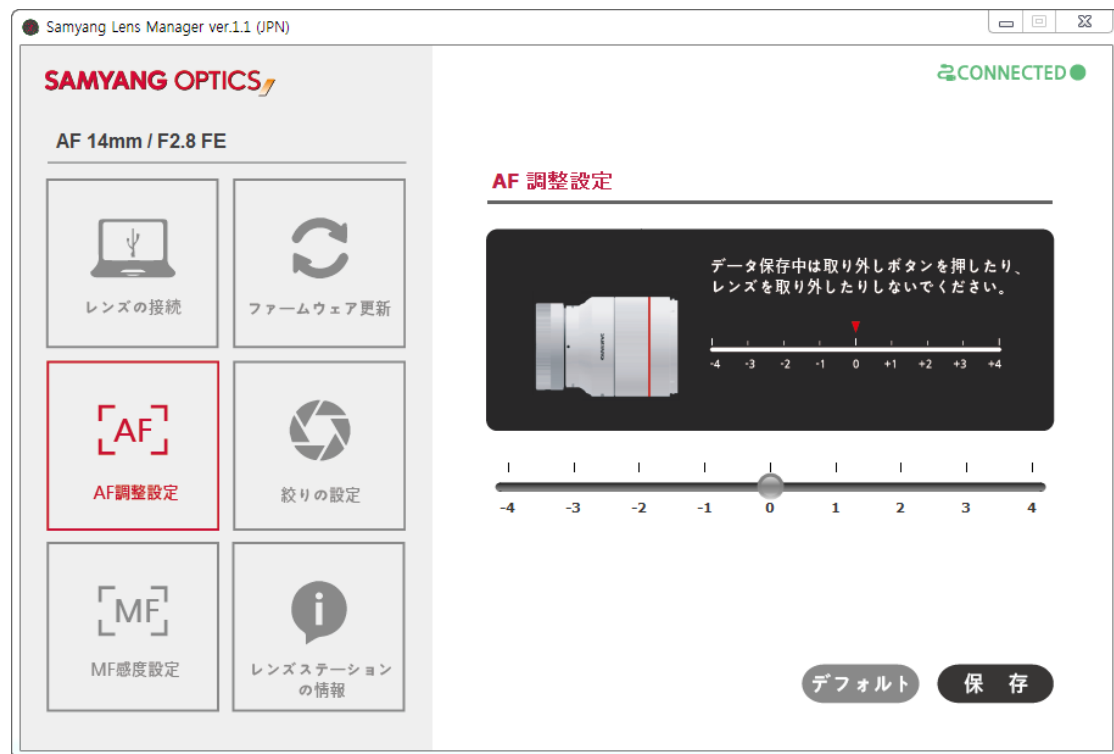 Samyang Lens Manager ver.1.1 (JPN)
SAMYANG OPTICS
CONNECTED
AF 14mm / F2.8 FE
レンズの接続
ファームウェア更新
AF調整設定
絞りの設定
MF感度設定
レンズステーション
の情報
AF 調整設定
データ保存中は取り外しボタンを押したり、
レンズを取り外したりしないでください。
SAMYANG
-4 -3 -2 -1 0 +1 +2 +3 +4
-4 -3 -2 -1 0 1 2 3 4
デフォルト
保 存
AF
MF